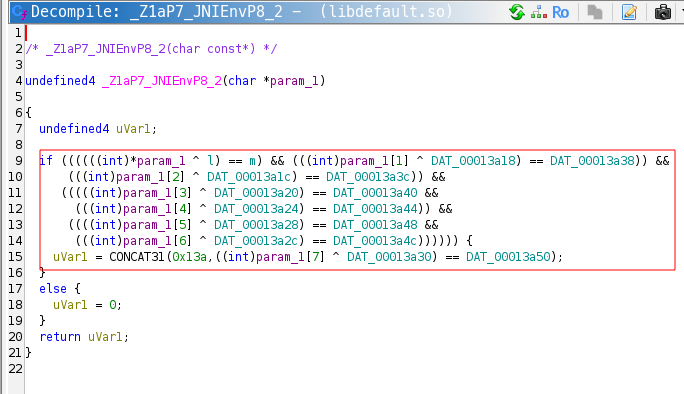 Decompile: _Z1aP7_JNIEnvP8_2 – (libdefault.so)
Ro
1
2 /* _Z1aP7_JNIEnvP8_2(char const*) */
3
4 undefined4 _Z1aP7_JNIEnvP8_2(char *param_1)
5
6 {
7 undefined4 uVar1;
8
9 if ((((((int)*param_1 ^ l) == m) && (((int)param_1[1] ^ DAT_00013a18) == DAT_00013a38)) &&
10 (((int)param_1[2] ^ DAT_00013a1c) == DAT_00013a3c)) &&
11 (((((int)param_1[3] ^ DAT_00013a20) == DAT_00013a40 &&
12 (((int)param_1[4] ^ DAT_00013a24) == DAT_00013a44)) &&
13 ((((int)param_1[5] ^ DAT_00013a28) == DAT_00013a48 &&
14 (((int)param_1[6] ^ DAT_00013a2c) == DAT_00013a4c)))))) {
15 uVar1 = CONCAT31(0x13a,((int)param_1[7] ^ DAT_00013a30) == DAT_00013a50);
16 }
17 else {
18 uVar1 = 0;
19 }
20 return uVar1;
21 }
22